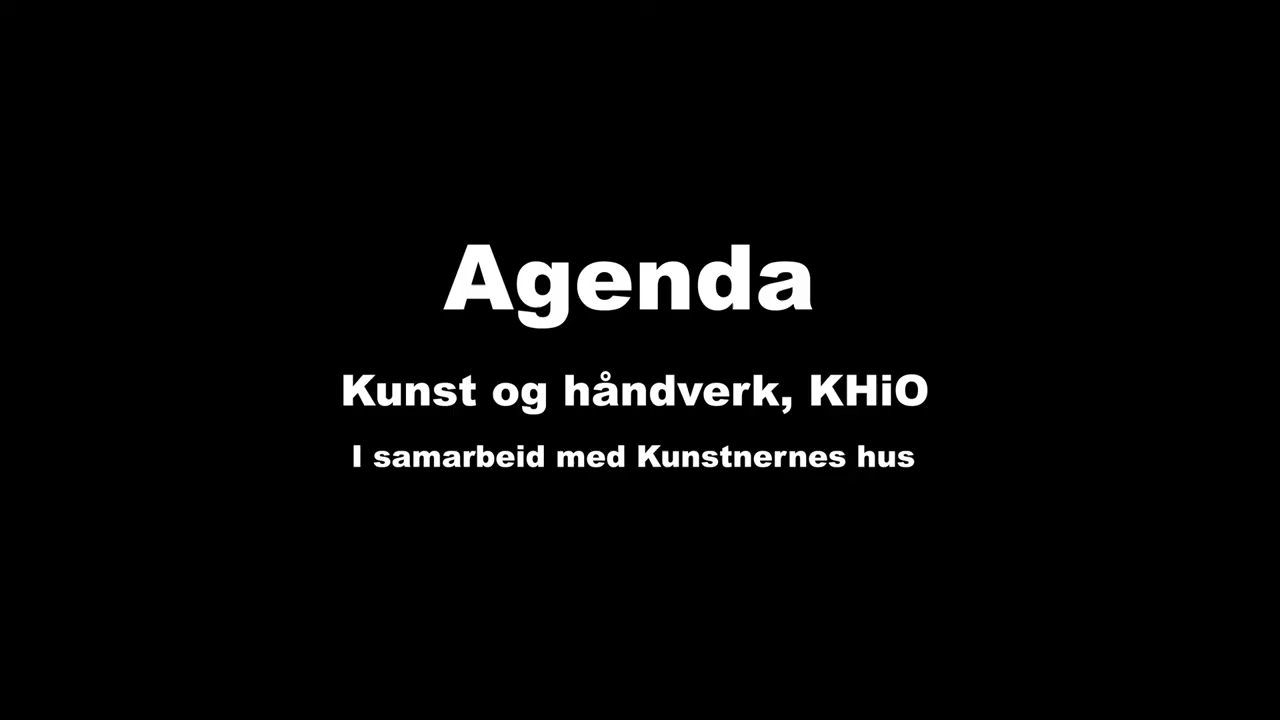 Agenda
Kunst og håndverk, KHiO
I samarbeid med Kunstnernes hus